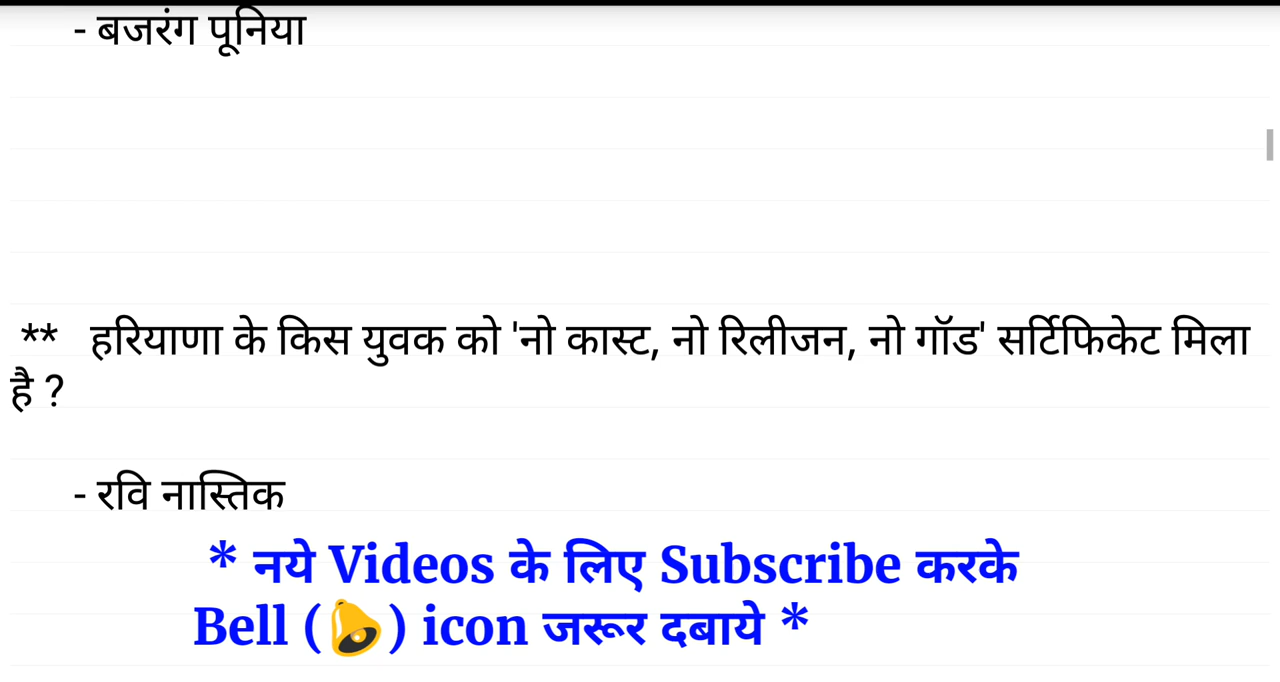 - बजरंग पूनिया
** हरियाणा के किस युवक को 'नो कास्ट, नो रिलीजन, नो गॉड' सर्टिफिकेट मिला
है ?
- रवि नास्तिक
* नये Videos के लिए Subscribe करके
Bell (🔔) icon जरूर दबाये *